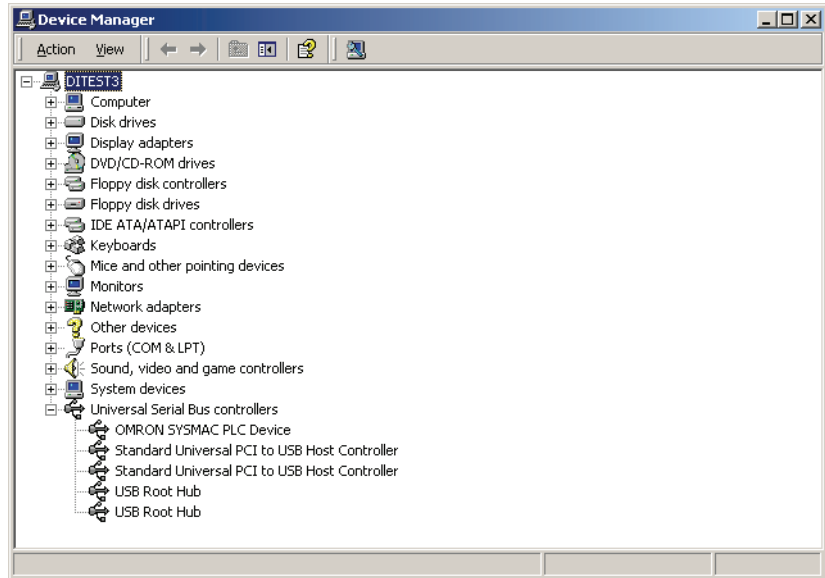 Device Manager
Action View
DITEST3
Computer
Disk drives
Display adapters
DVD/CD-ROM drives
Floppy disk controllers
Floppy disk drives
IDE ATA/ATAPI controllers
Keyboards
Mice and other pointing devices
Monitors
Network adapters
Other devices
Ports (COM & LPT)
Sound, video and game controllers
System devices
Universal Serial Bus controllers
OMRON SYSMAC PLC Device
Standard Universal PCI to USB Host Controller
Standard Universal PCI to USB Host Controller
USB Root Hub
USB Root Hub